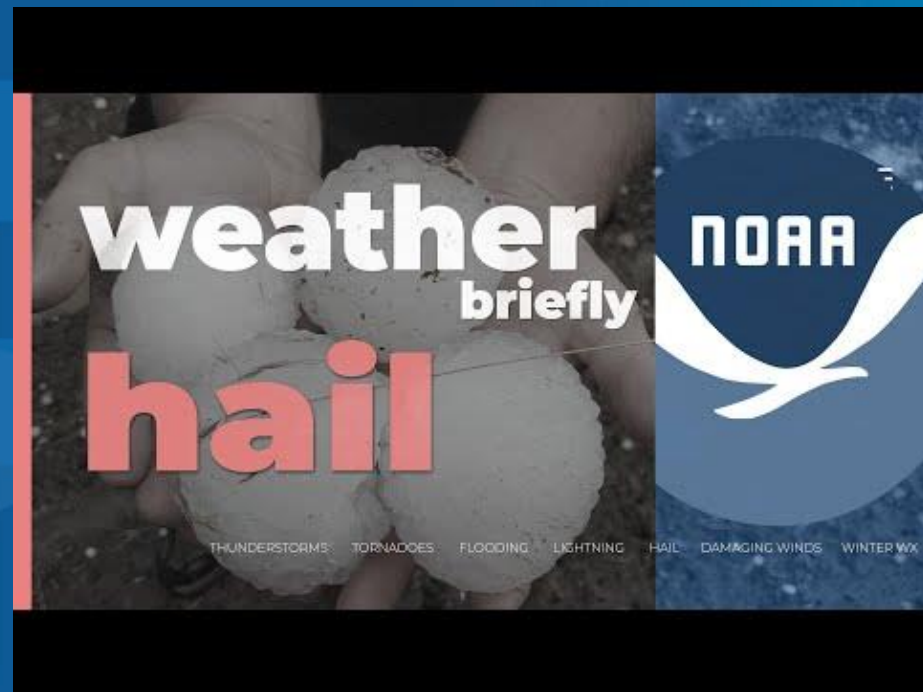 weather
briefly
hail
NOAA
THUNDERSTORMS TORNADOES FLOODING LIGHTNING HAIL DAMAGING WINDS WINTER WX